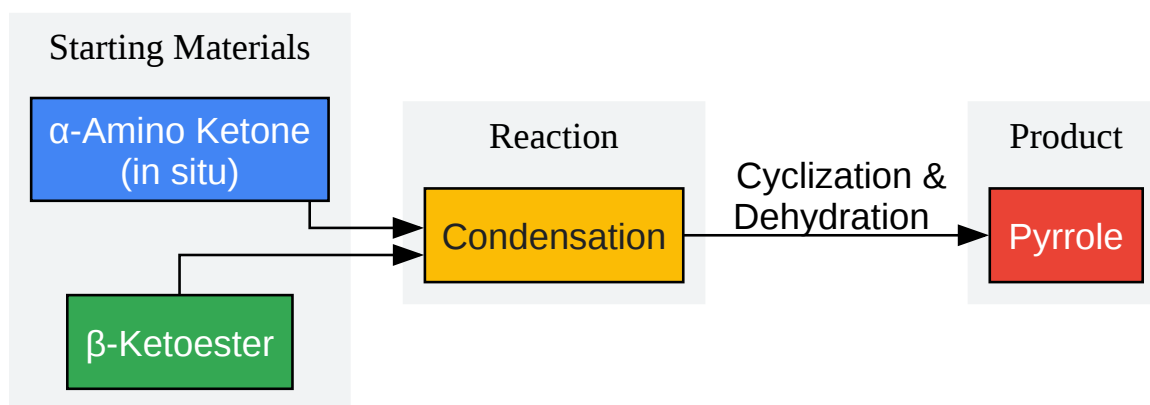 Starting Materials
α-Amino Ketone
(in situ)
β-Ketoester
Reaction
Condensation
Cyclization &
Dehydration
Product
Pyrrole